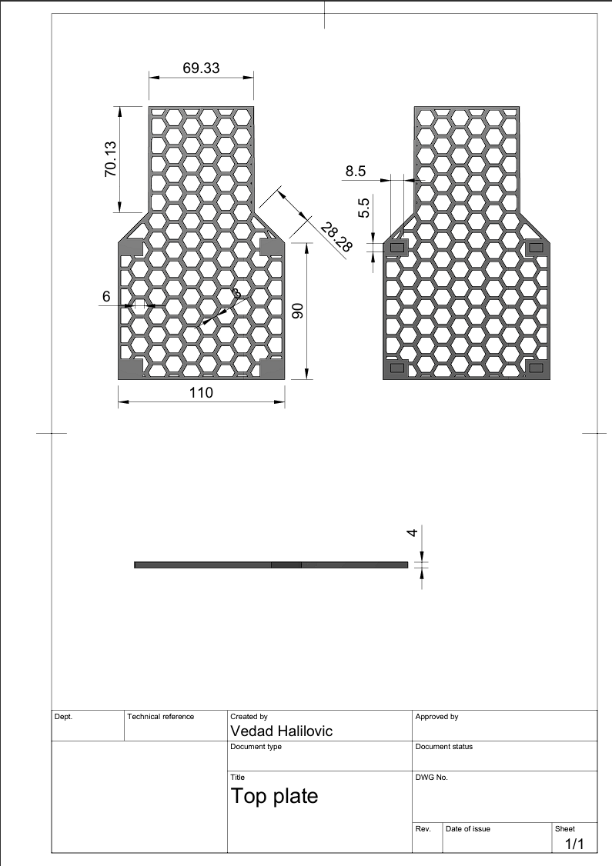 69.33
70.13
8.5
5.5
28.28
6
3
90
110
4
Dept.
Technical reference
Created by
Approved by
Vedad Halilovic
Document type
Document status
Title
DWG No.
Top plate
Rev.
Date of issue
Sheet
1/1